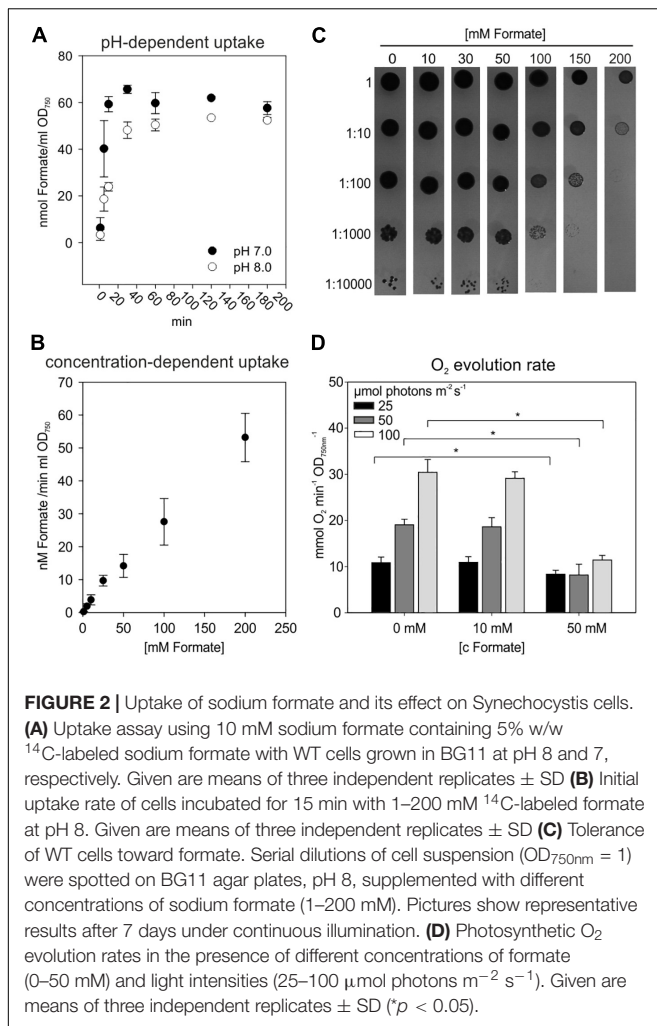 A
pH-dependent uptake
nmol Formate/ml OD₇₅₀
80
60
40
20
0
pH 7.0
pH 8.0
0 20 40 60 80 100 120 140 160 180 200
min
B
concentration-dependent uptake
nM Formate /min ml OD₇₅₀
70
60
50
40
30
20
10
0
0 50 100 150 200 250
[mM Formate]
C
[mM Formate]
0 10 30 50 100 150 200
1
1:10
1:100
1:1000
1:10000
D
O₂ evolution rate
μmol photons m⁻² s⁻¹
25
50
100
*
*
*
mmol O₂ min⁻¹ OD₇₅₀ₙₘ⁻¹
50
40
30
20
10
0
0 mM 10 mM 50 mM
[c Formate]
FIGURE 2 | Uptake of sodium formate and its effect on Synechocystis cells.
(A) Uptake assay using 10 mM sodium formate containing 5% w/w
¹⁴C-labeled sodium formate with WT cells grown in BG11 at pH 8 and 7,
respectively. Given are means of three independent replicates ± SD (B) Initial
uptake rate of cells incubated for 15 min with 1–200 mM ¹⁴C-labeled formate
at pH 8. Given are means of three independent replicates ± SD (C) Tolerance
of WT cells toward formate. Serial dilutions of cell suspension (OD₇₅₀ₙₘ = 1)
were spotted on BG11 agar plates, pH 8, supplemented with different
concentrations of sodium formate (1–200 mM). Pictures show representative
results after 7 days under continuous illumination. (D) Photosynthetic O₂
evolution rates in the presence of different concentrations of formate
(0–50 mM) and light intensities (25–100 μmol photons m⁻² s⁻¹). Given are
means of three independent replicates ± SD (*p < 0.05).